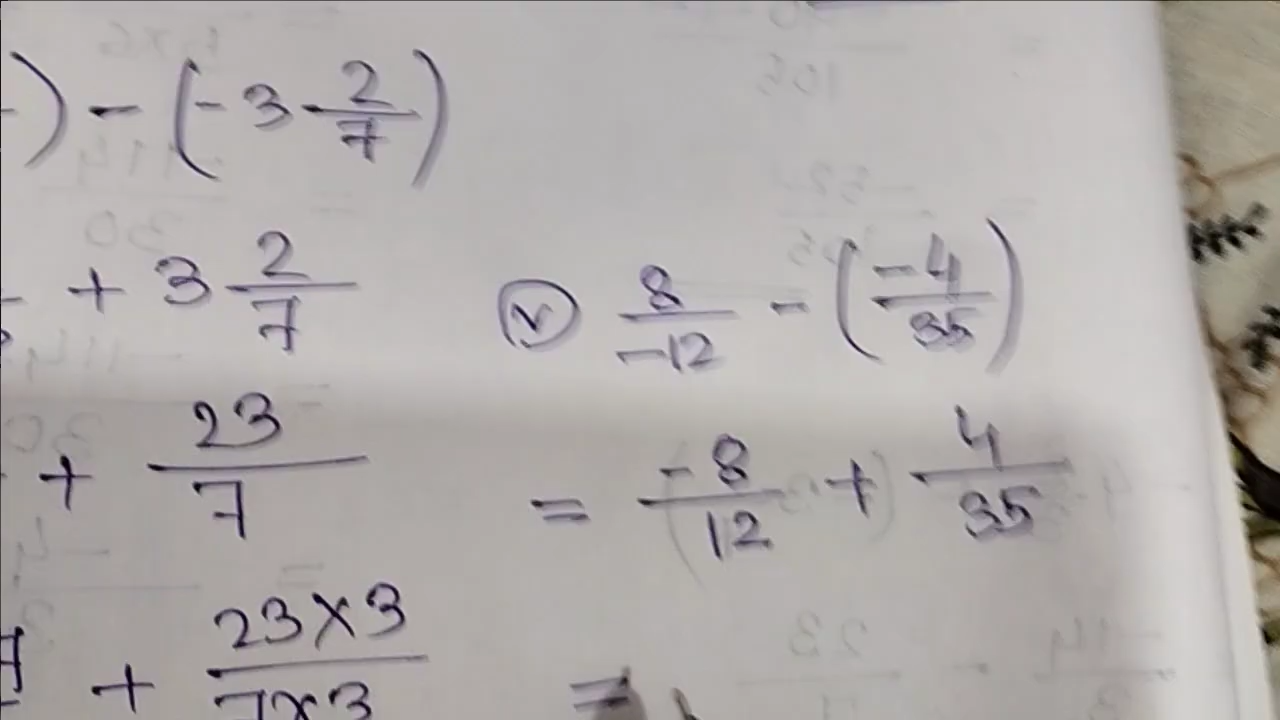 ) - (-3 2/7)
+ 3 2/7
+ 23/7
+ 23×3/7×3
(v) 8/-12 - (-4/35)
= -8/12 + 4/35
=